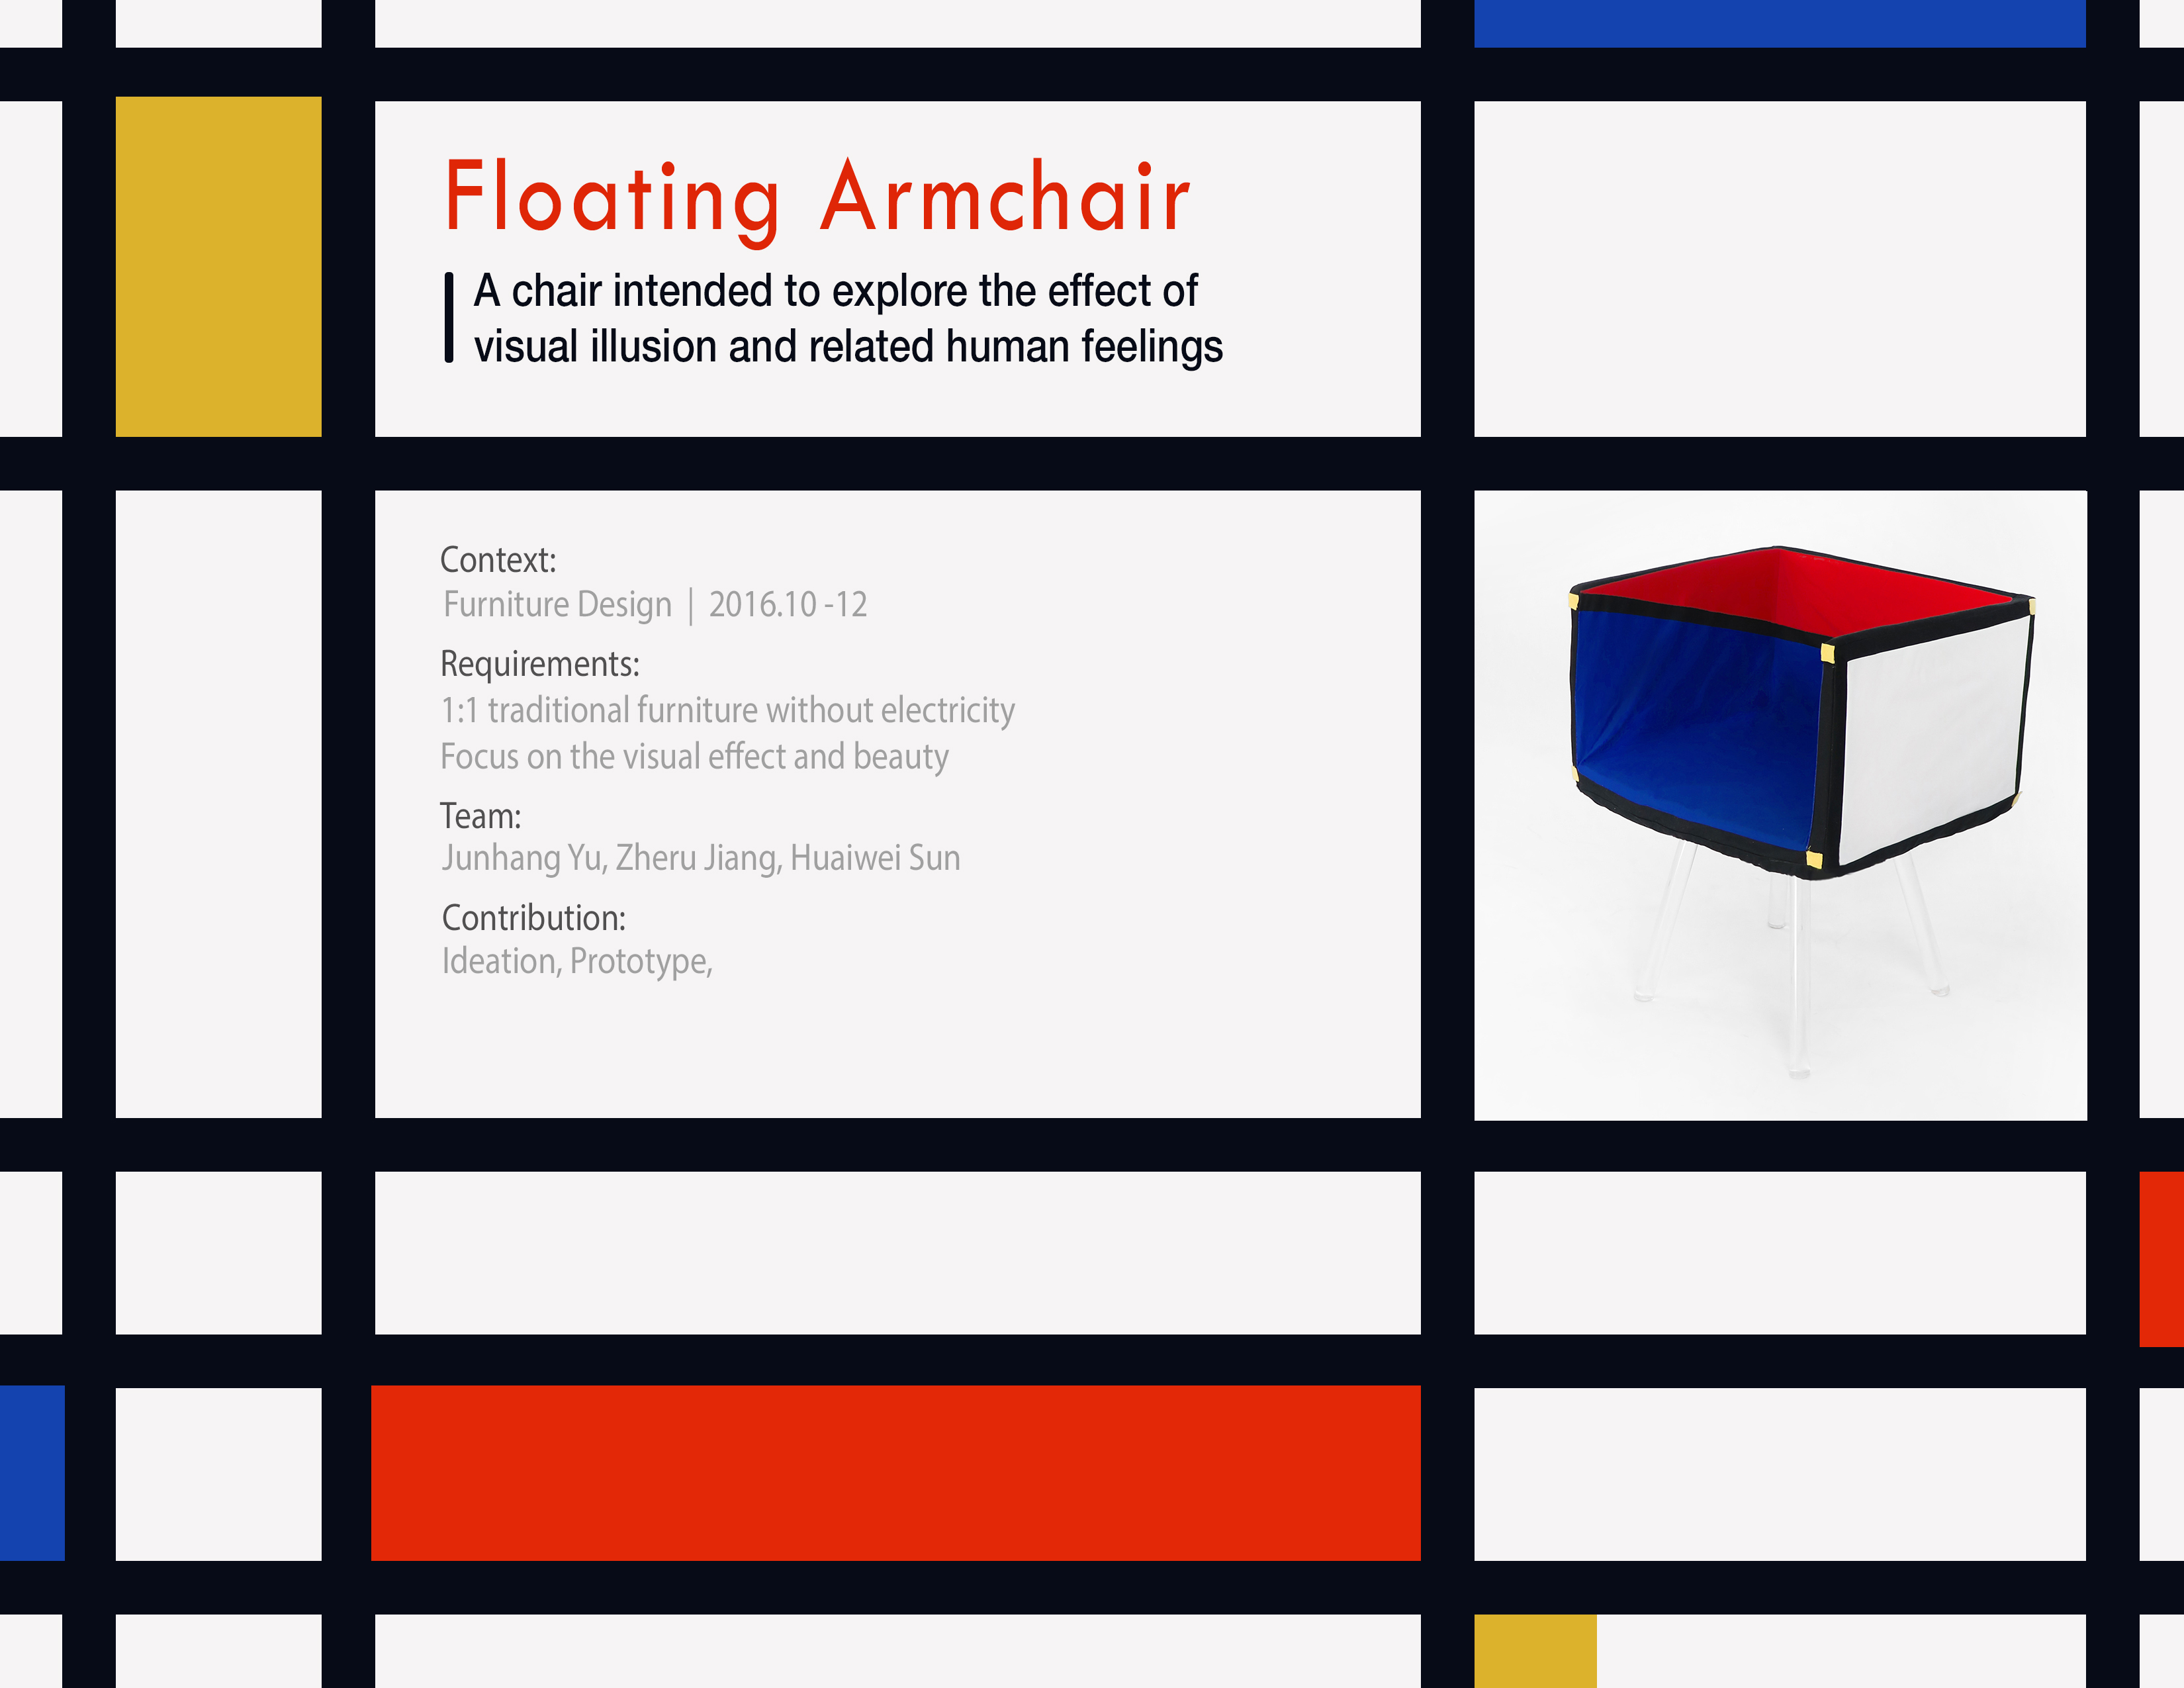 Floating Armchair
A chair intended to explore the effect of
visual illusion and related human feelings
Context:
Furniture Design | 2016.10 -12
Requirements:
1:1 traditional furniture without electricity
Focus on the visual effect and beauty
Team:
Junhang Yu, Zheru Jiang, Huaiwei Sun
Contribution:
Ideation, Prototype,